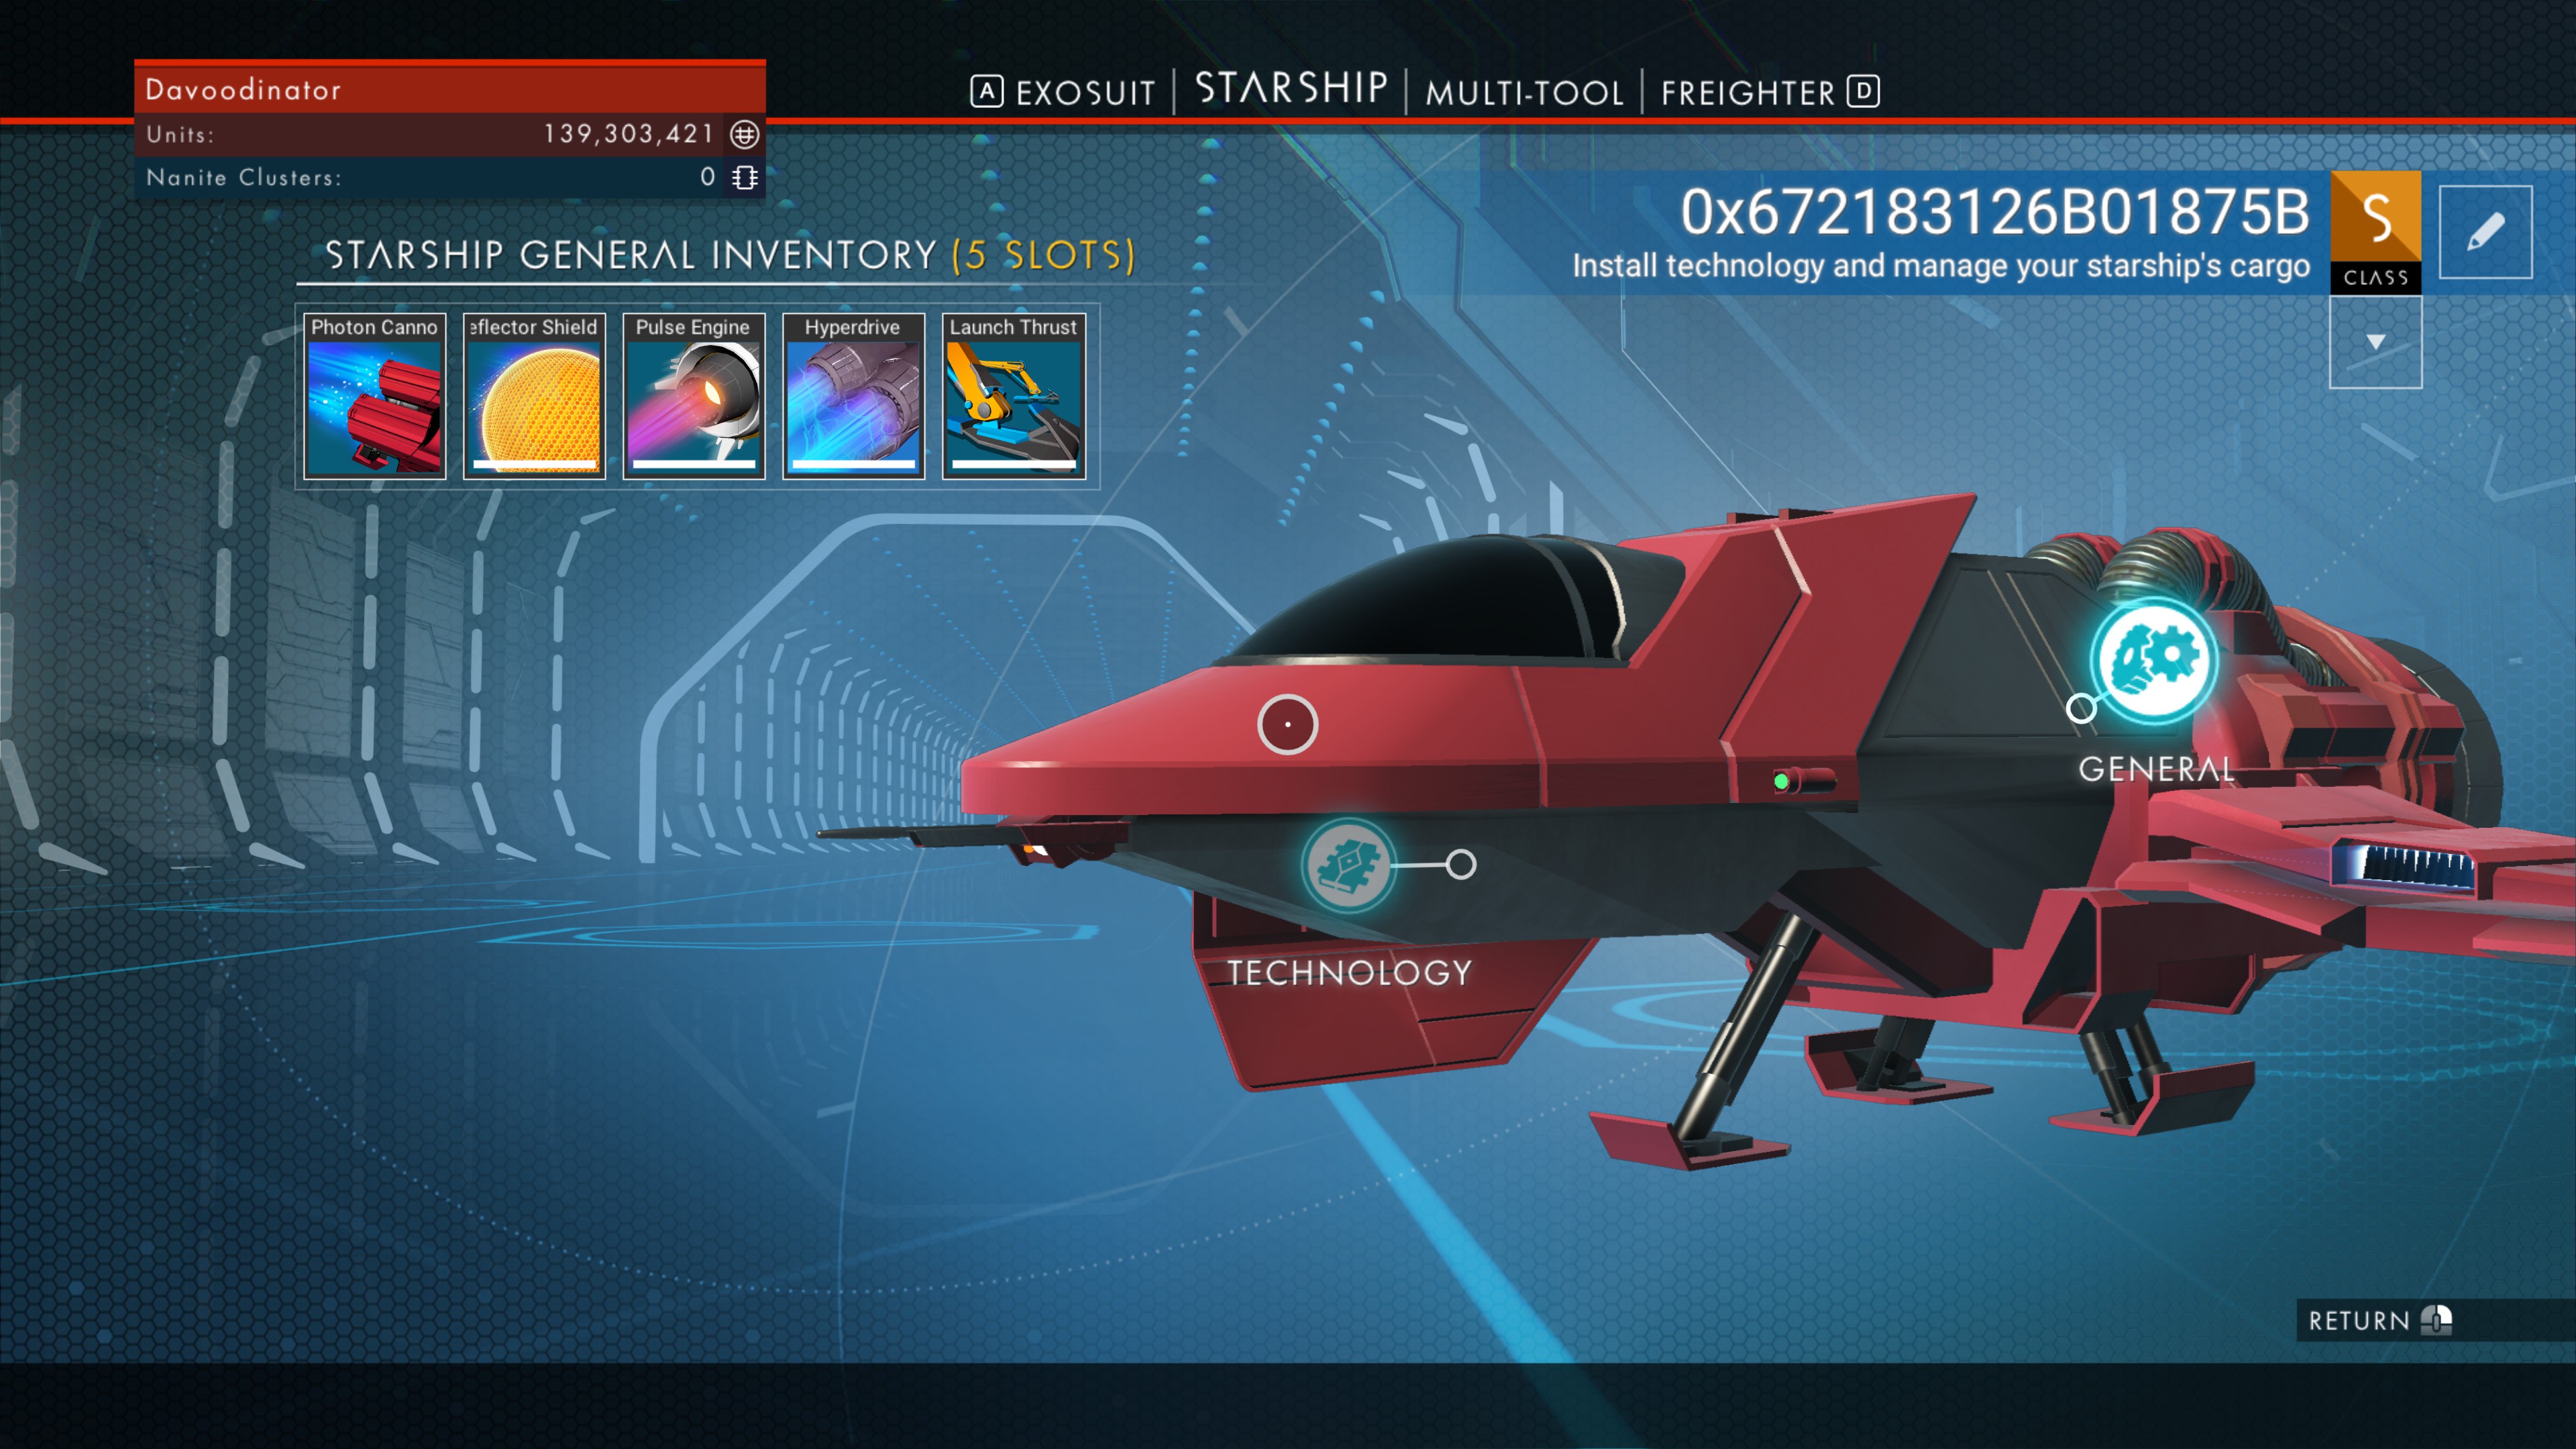 Davoodinator
A EXOSUIT STARSHIP MULTI-TOOL FREIGHTER D
Units: 139,303,421
Nanite Clusters: 0
0x672183126B01875B
Install technology and manage your starship's cargo
S
CLASS
STARSHIP GENERAL INVENTORY (5 SLOTS)
Photon Canno
eflector Shield
Pulse Engine
Hyperdrive
Launch Thrust
GENERAL
TECHNOLOGY
RETURN